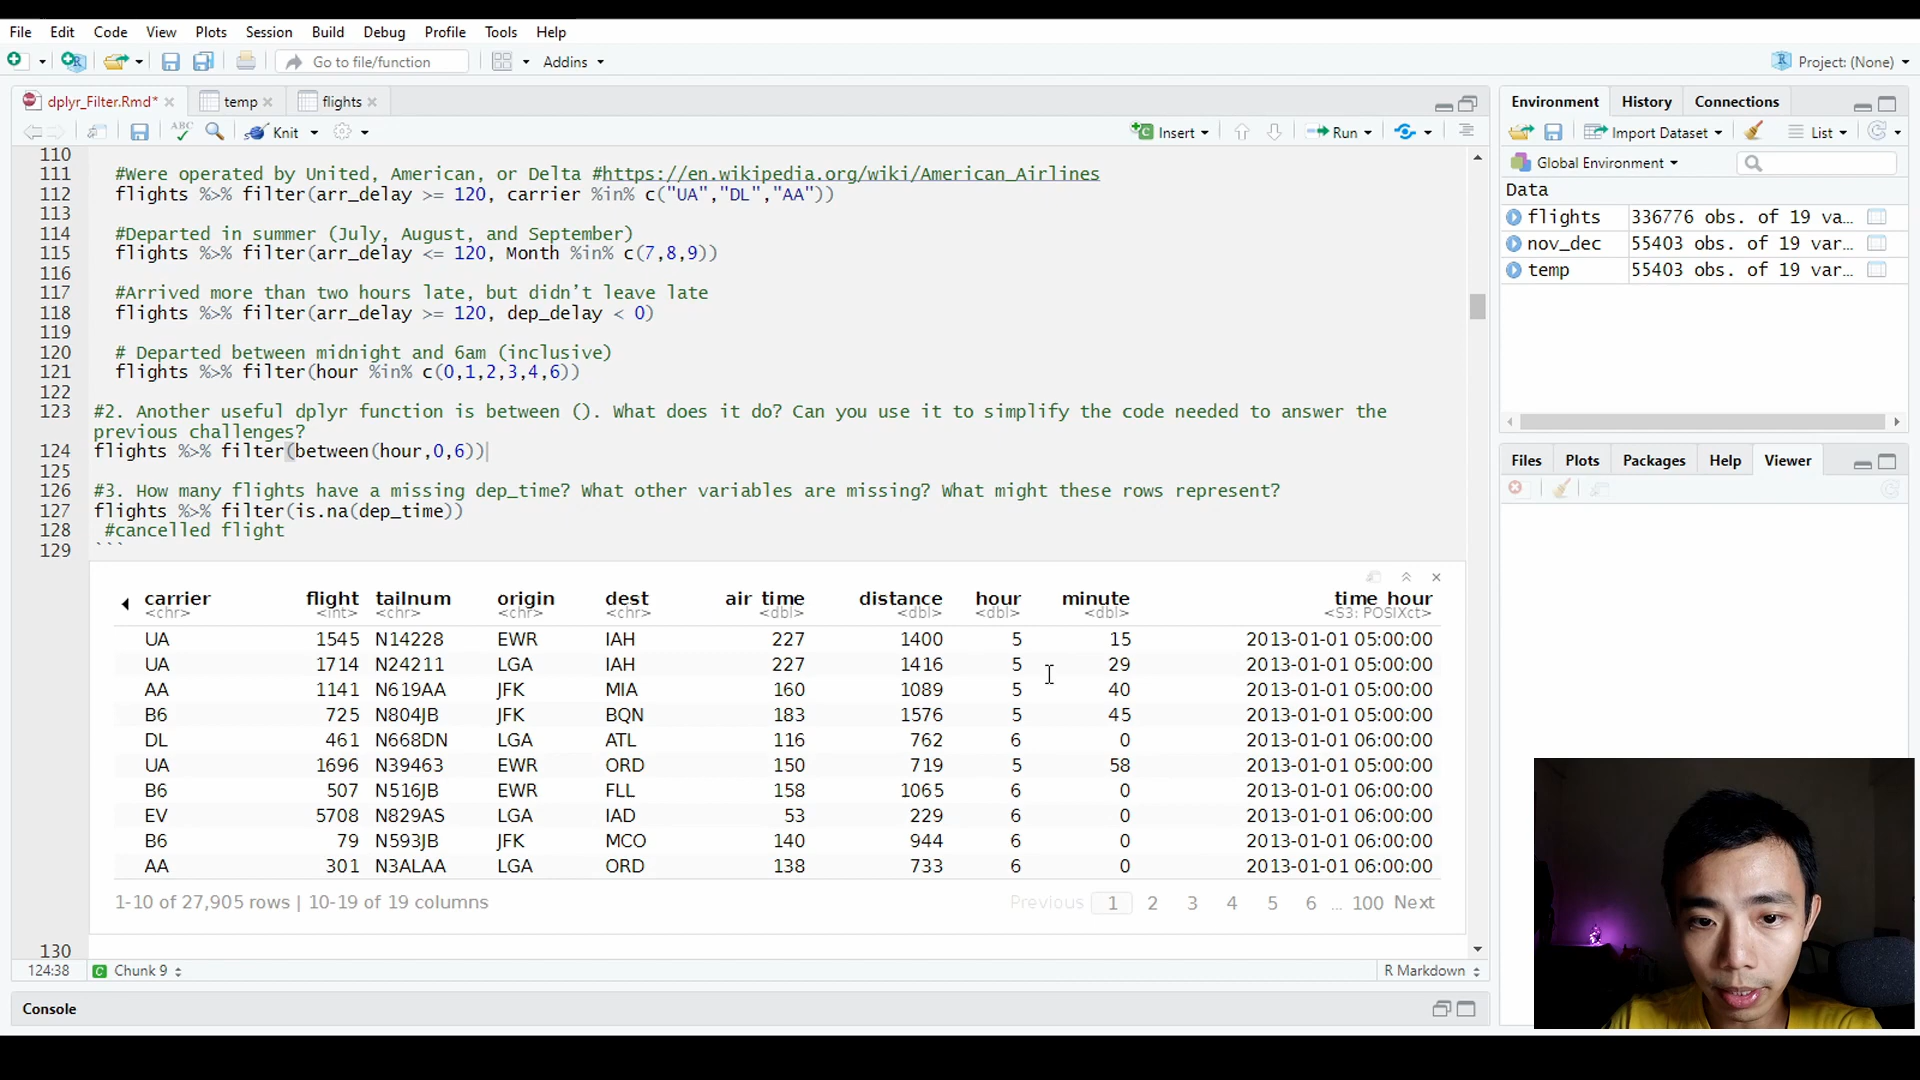 File Edit Code View Plots Session Build Debug Profile Tools Help
Go to file/function Addins Project: (None)
dplyr_Filter.Rmd* temp flights
ABC Knit Insert Run
110
111 #Were operated by United, American, or Delta #https://en.wikipedia.org/wiki/American_Airlines
112 flights %>% filter(arr_delay >= 120, carrier %in% c("UA","DL","AA"))
113
114 #Departed in summer (July, August, and September)
115 flights %>% filter(arr_delay <= 120, Month %in% c(7,8,9))
116
117 #Arrived more than two hours late, but didn’t leave late
118 flights %>% filter(arr_delay >= 120, dep_delay < 0)
119
120 # Departed between midnight and 6am (inclusive)
121 flights %>% filter(hour %in% c(0,1,2,3,4,6))
122
123 #2. Another useful dplyr function is between (). What does it do? Can you use it to simplify the code needed to answer the
previous challenges?
124 flights %>% filter(between(hour,0,6))
125
126 #3. How many flights have a missing dep_time? What other variables are missing? What might these rows represent?
127 flights %>% filter(is.na(dep_time))
128 #cancelled flight
129 ```
carrier flight tailnum origin dest air_time distance hour minute time_hour
<chr> <int> <chr> <chr> <chr> <dbl> <dbl> <dbl> <dbl> <S3: POSIXct>
UA 1545 N14228 EWR IAH 227 1400 5 15 2013-01-01 05:00:00
UA 1714 N24211 LGA IAH 227 1416 5 29 2013-01-01 05:00:00
AA 1141 N619AA JFK MIA 160 1089 5 40 2013-01-01 05:00:00
B6 725 N804JB JFK BQN 183 1576 5 45 2013-01-01 05:00:00
DL 461 N668DN LGA ATL 116 762 6 0 2013-01-01 06:00:00
UA 1696 N39463 EWR ORD 150 719 5 58 2013-01-01 05:00:00
B6 507 N516JB EWR FLL 158 1065 6 0 2013-01-01 06:00:00
EV 5708 N829AS LGA IAD 53 229 6 0 2013-01-01 06:00:00
B6 79 N593JB JFK MCO 140 944 6 0 2013-01-01 06:00:00
AA 301 N3ALAA LGA ORD 138 733 6 0 2013-01-01 06:00:00
1-10 of 27,905 rows | 10-19 of 19 columns Previous 1 2 3 4 5 6 ... 100 Next
130
124:38 Chunk 9 R Markdown
Console
Environment History Connections
Import Dataset List
Global Environment
Data
flights 336776 obs. of 19 va…
nov_dec 55403 obs. of 19 var…
temp 55403 obs. of 19 var…
Files Plots Packages Help Viewer